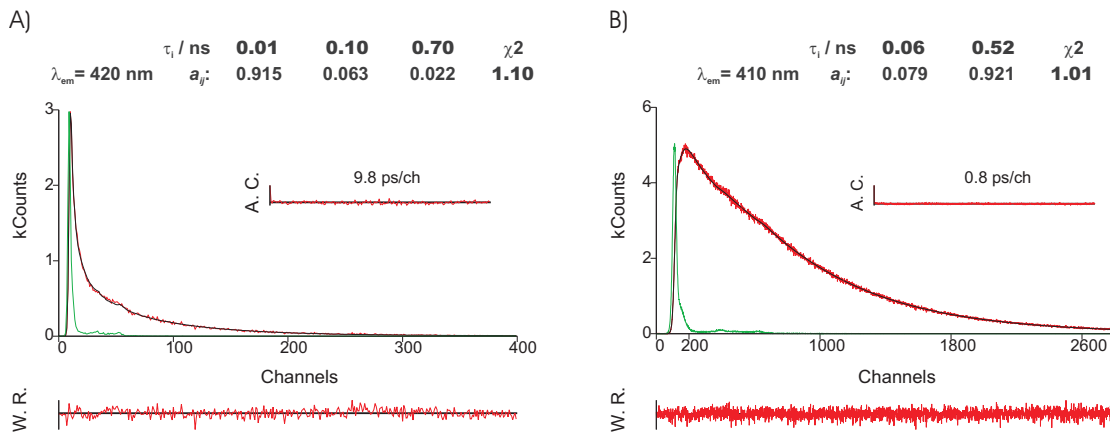 A)
τi / ns 0.01 0.10 0.70 χ2
λem= 420 nm aij: 0.915 0.063 0.022 1.10
3
2
1
0
kCounts
A. C.
9.8 ps/ch
0 100 200 300 400
Channels
W. R.
B)
τi / ns 0.06 0.52 χ2
λem= 410 nm aij: 0.079 0.921 1.01
6
4
2
0
kCounts
A. C.
0.8 ps/ch
0 200 1000 1800 2600
Channels
W. R.